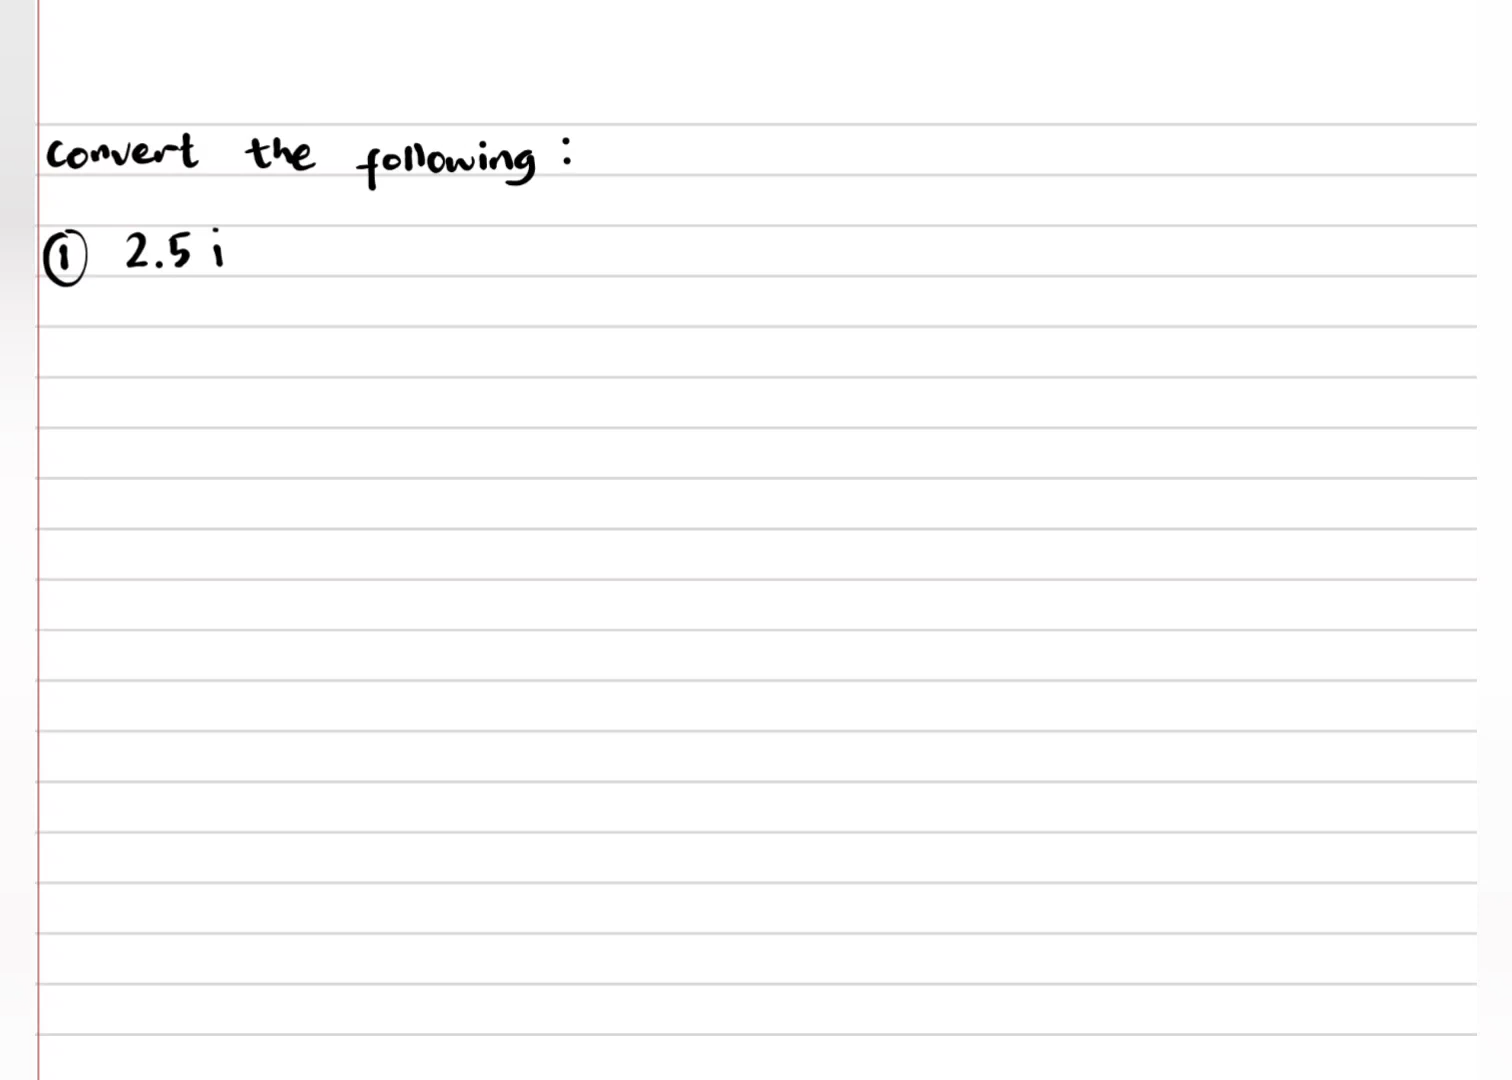 convert the following :
① 2.5 i